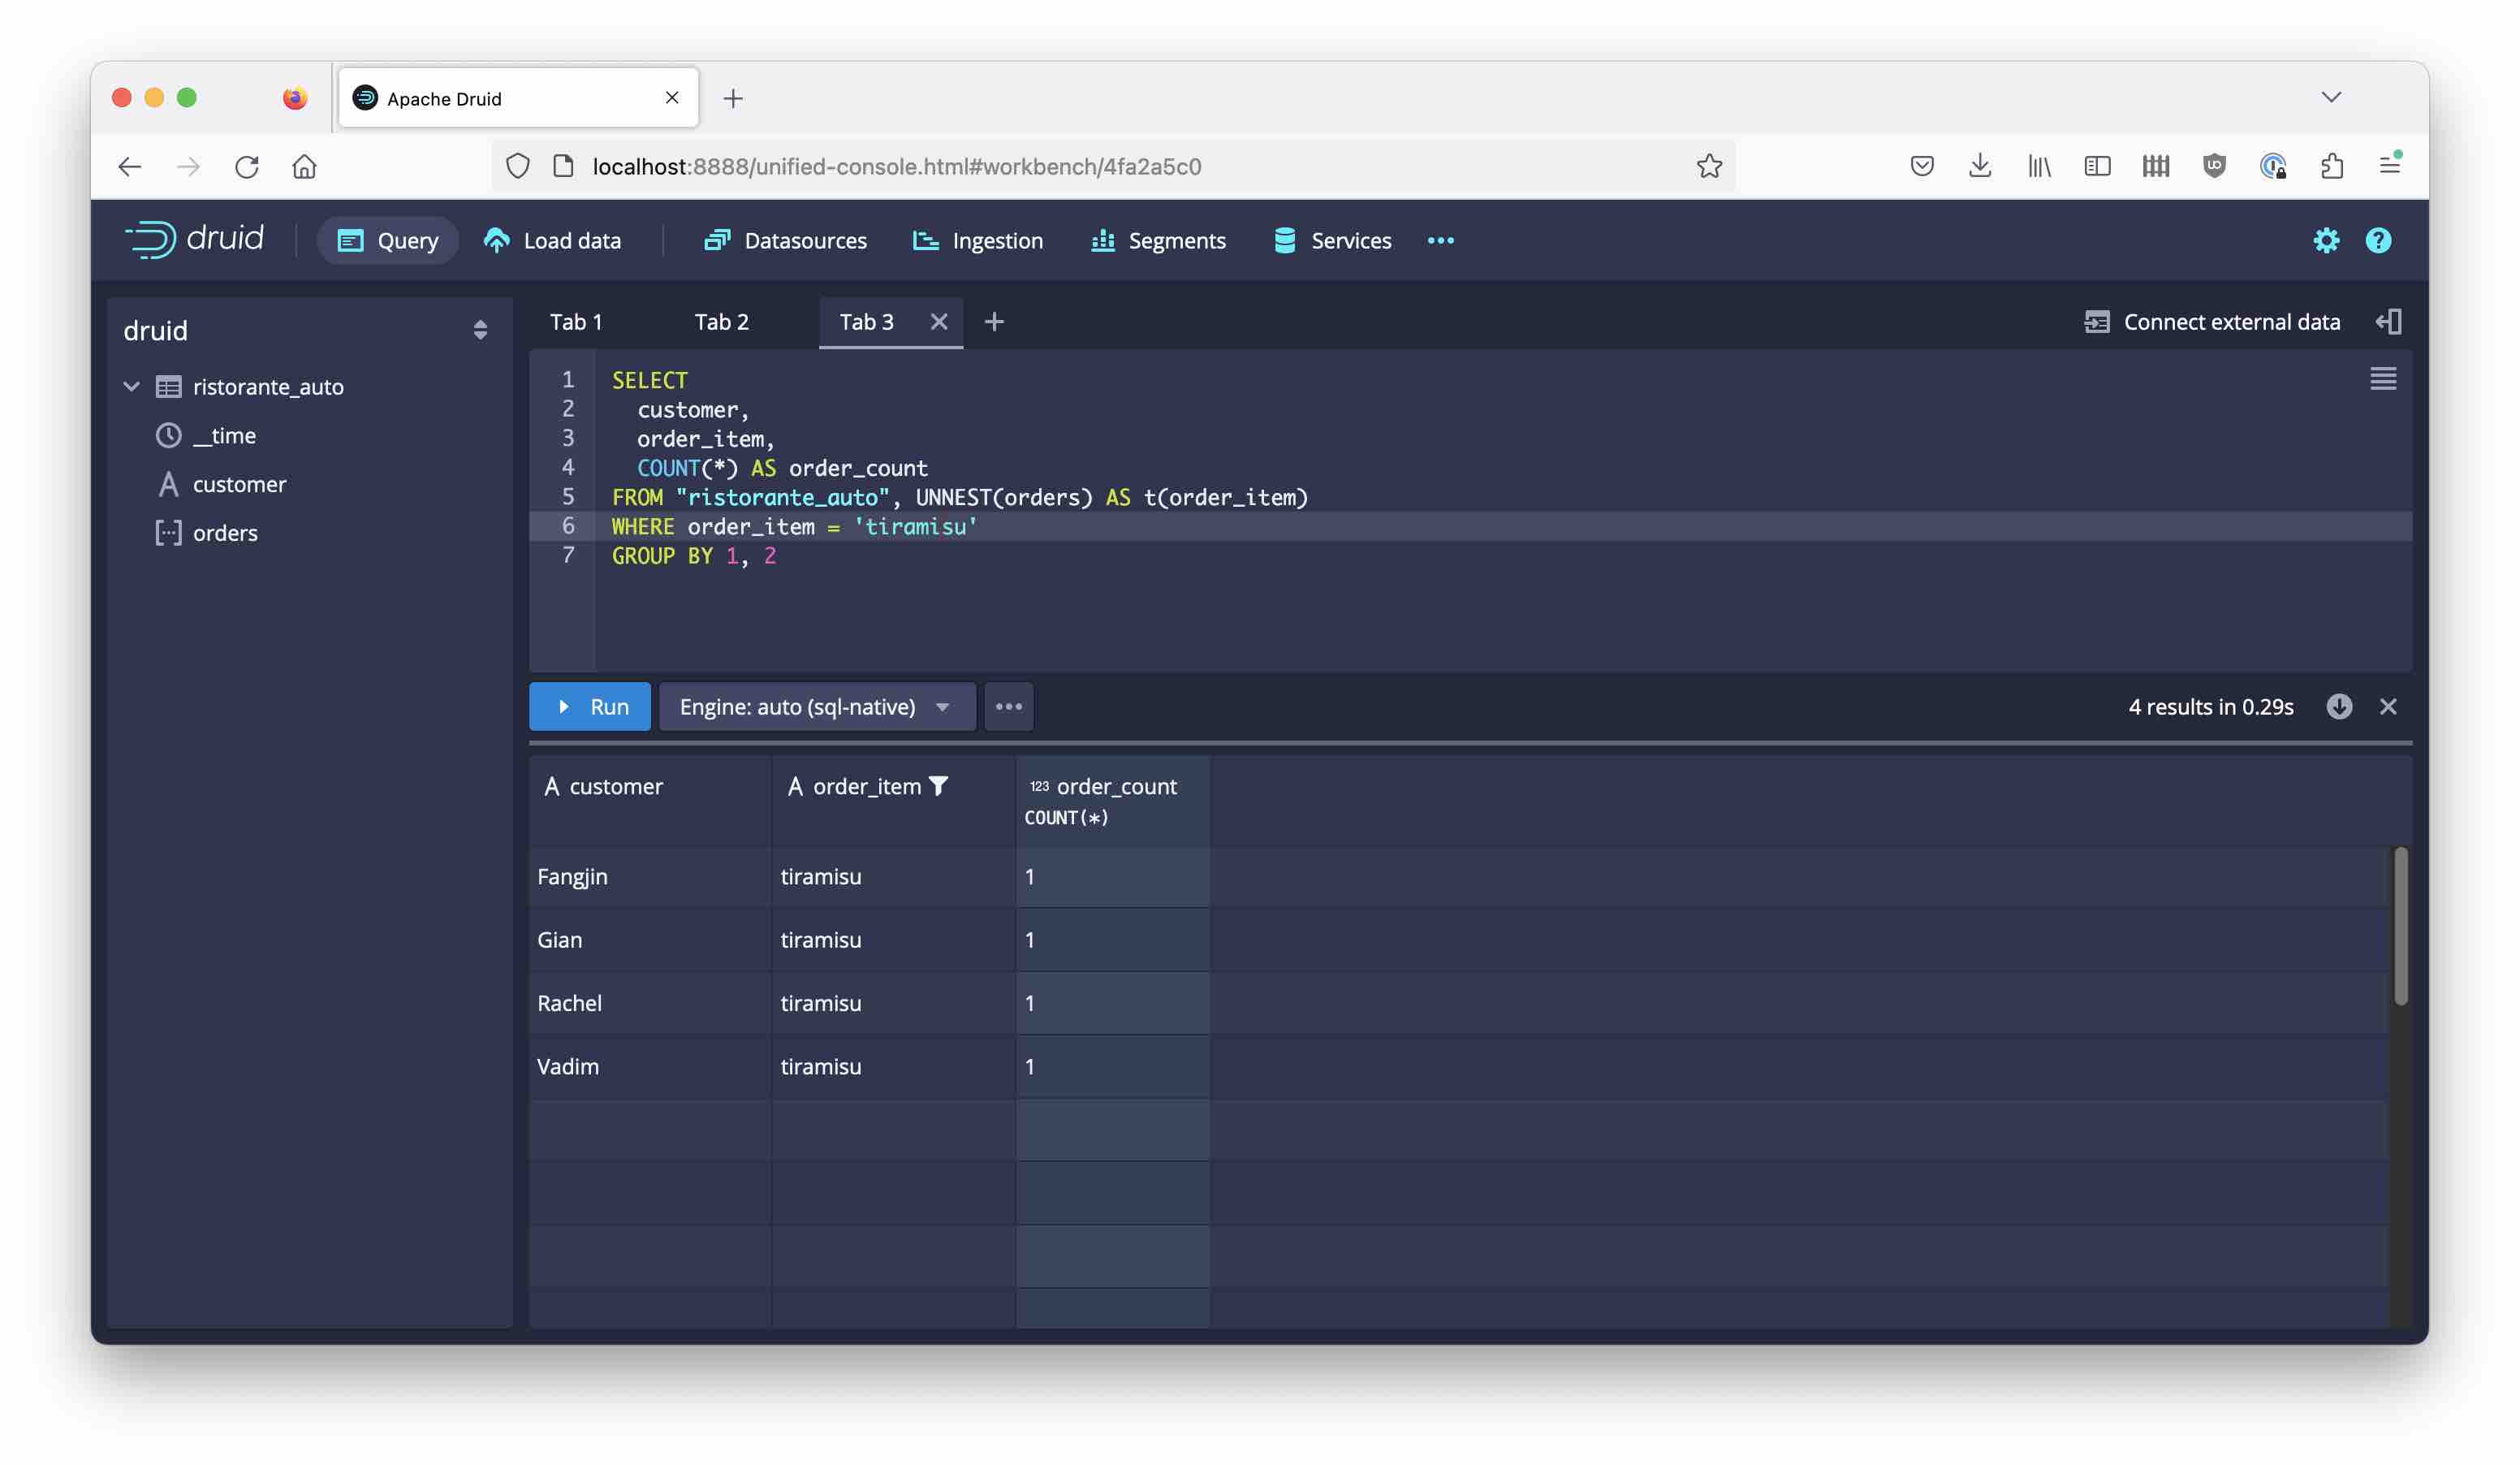 Apache Druid
localhost:8888/unified-console.html#workbench/4fa2a5c0
druid
Query
Load data
Datasources
Ingestion
Segments
Services
druid
ristorante_auto
__time
customer
orders
Tab 1
Tab 2
Tab 3
Connect external data
1 SELECT
2 customer,
3 order_item,
4 COUNT(*) AS order_count
5 FROM "ristorante_auto", UNNEST(orders) AS t(order_item)
6 WHERE order_item = 'tiramisu'
7 GROUP BY 1, 2
Run
Engine: auto (sql-native)
4 results in 0.29s
A customer
A order_item
123 order_count
COUNT(*)
Fangjin tiramisu 1
Gian tiramisu 1
Rachel tiramisu 1
Vadim tiramisu 1